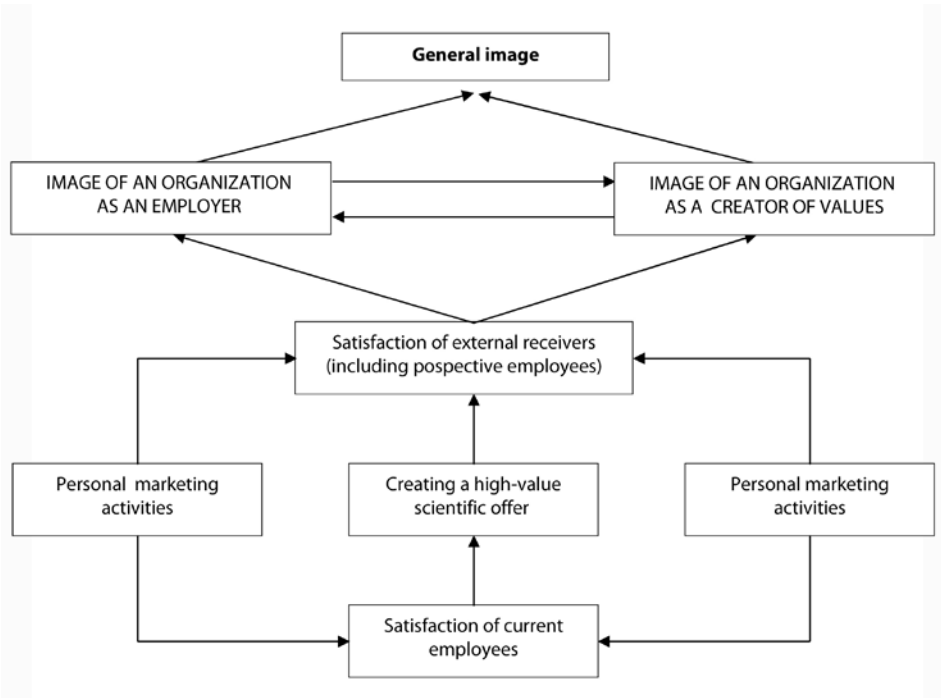 General image
IMAGE OF AN ORGANIZATION
AS AN EMPLOYER
IMAGE OF AN ORGANIZATION
AS A CREATOR OF VALUES
Satisfaction of external receivers
(including pospective employees)
Personal marketing
activities
Creating a high-value
scientific offer
Personal marketing
activities
Satisfaction of current
employees